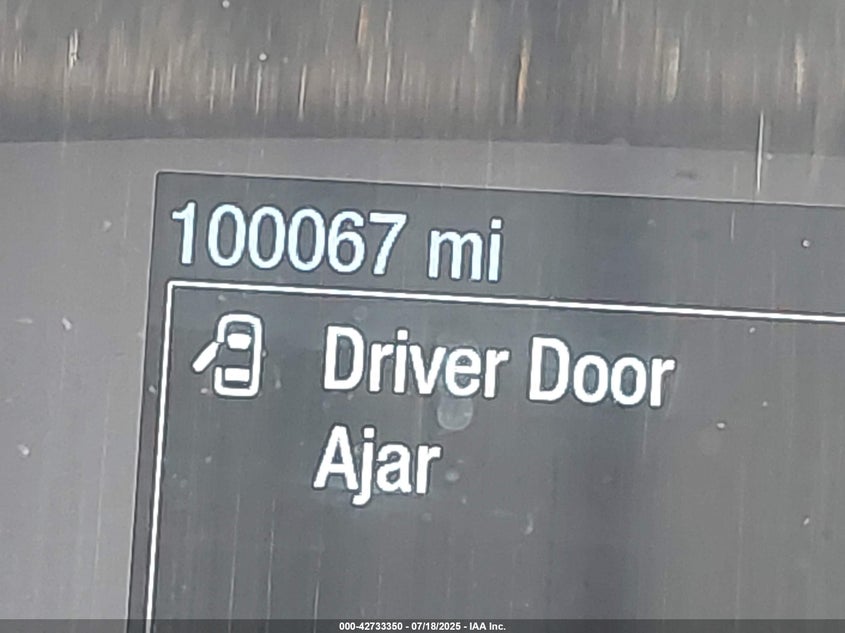 100067 mi
Driver Door
Ajar
000-42733350 - 07/18/2025 - IAA Inc.